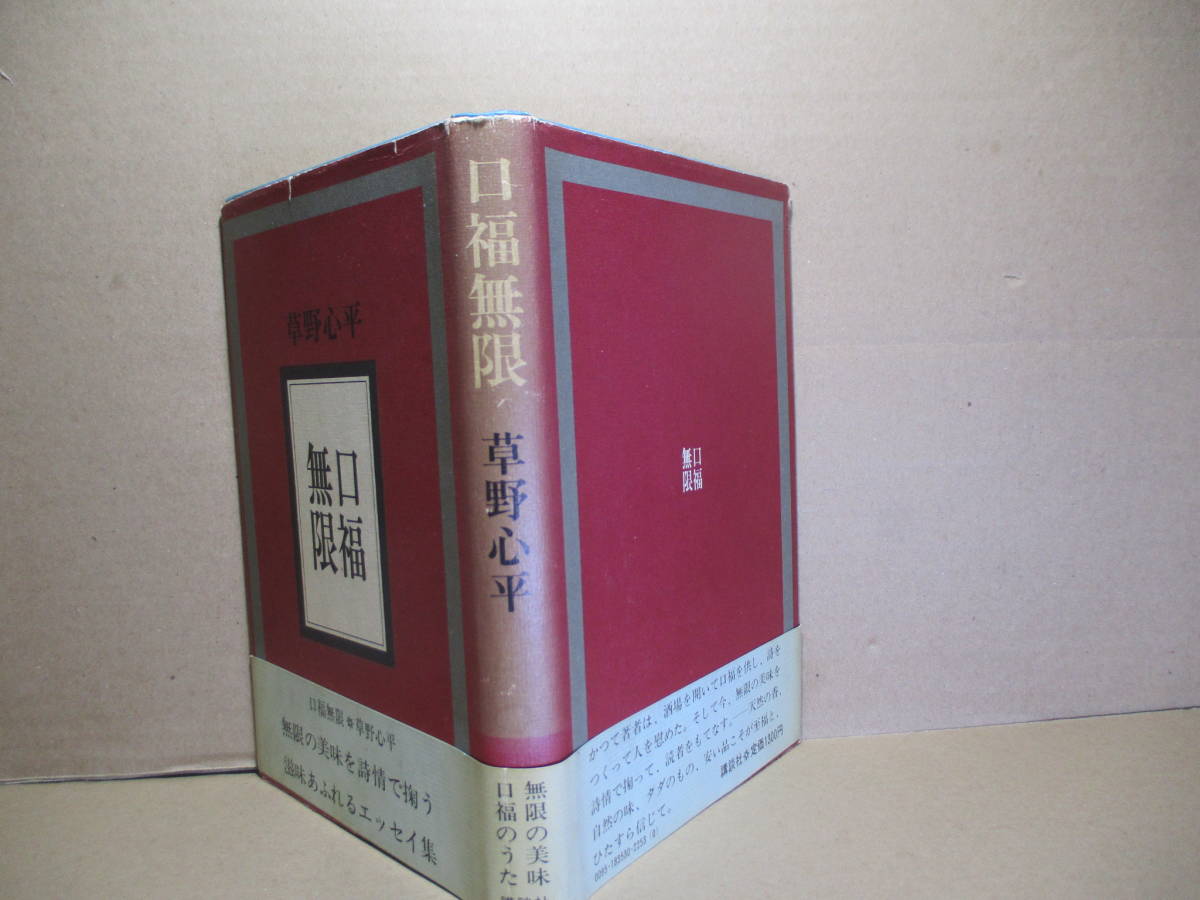 草野心平
口福
無限
口福無限✽草野心平
無限の美味を詩情で掬う
滋味あふれるエッセイ集
口福無限
草野心平
無限の美味
口福のうた
口福
無限
かつて著者は、酒場を開いて口福を供し、詩を
つくって人を慰めた。そして今、無限の美味を
詩情で掬って、読者をもてなす。——天然の香、
自然の味、タダのもの、安い品こそが至福と、
ひたすら信じて。
講談社✽定価1500円
0095-183590-2253 (0)